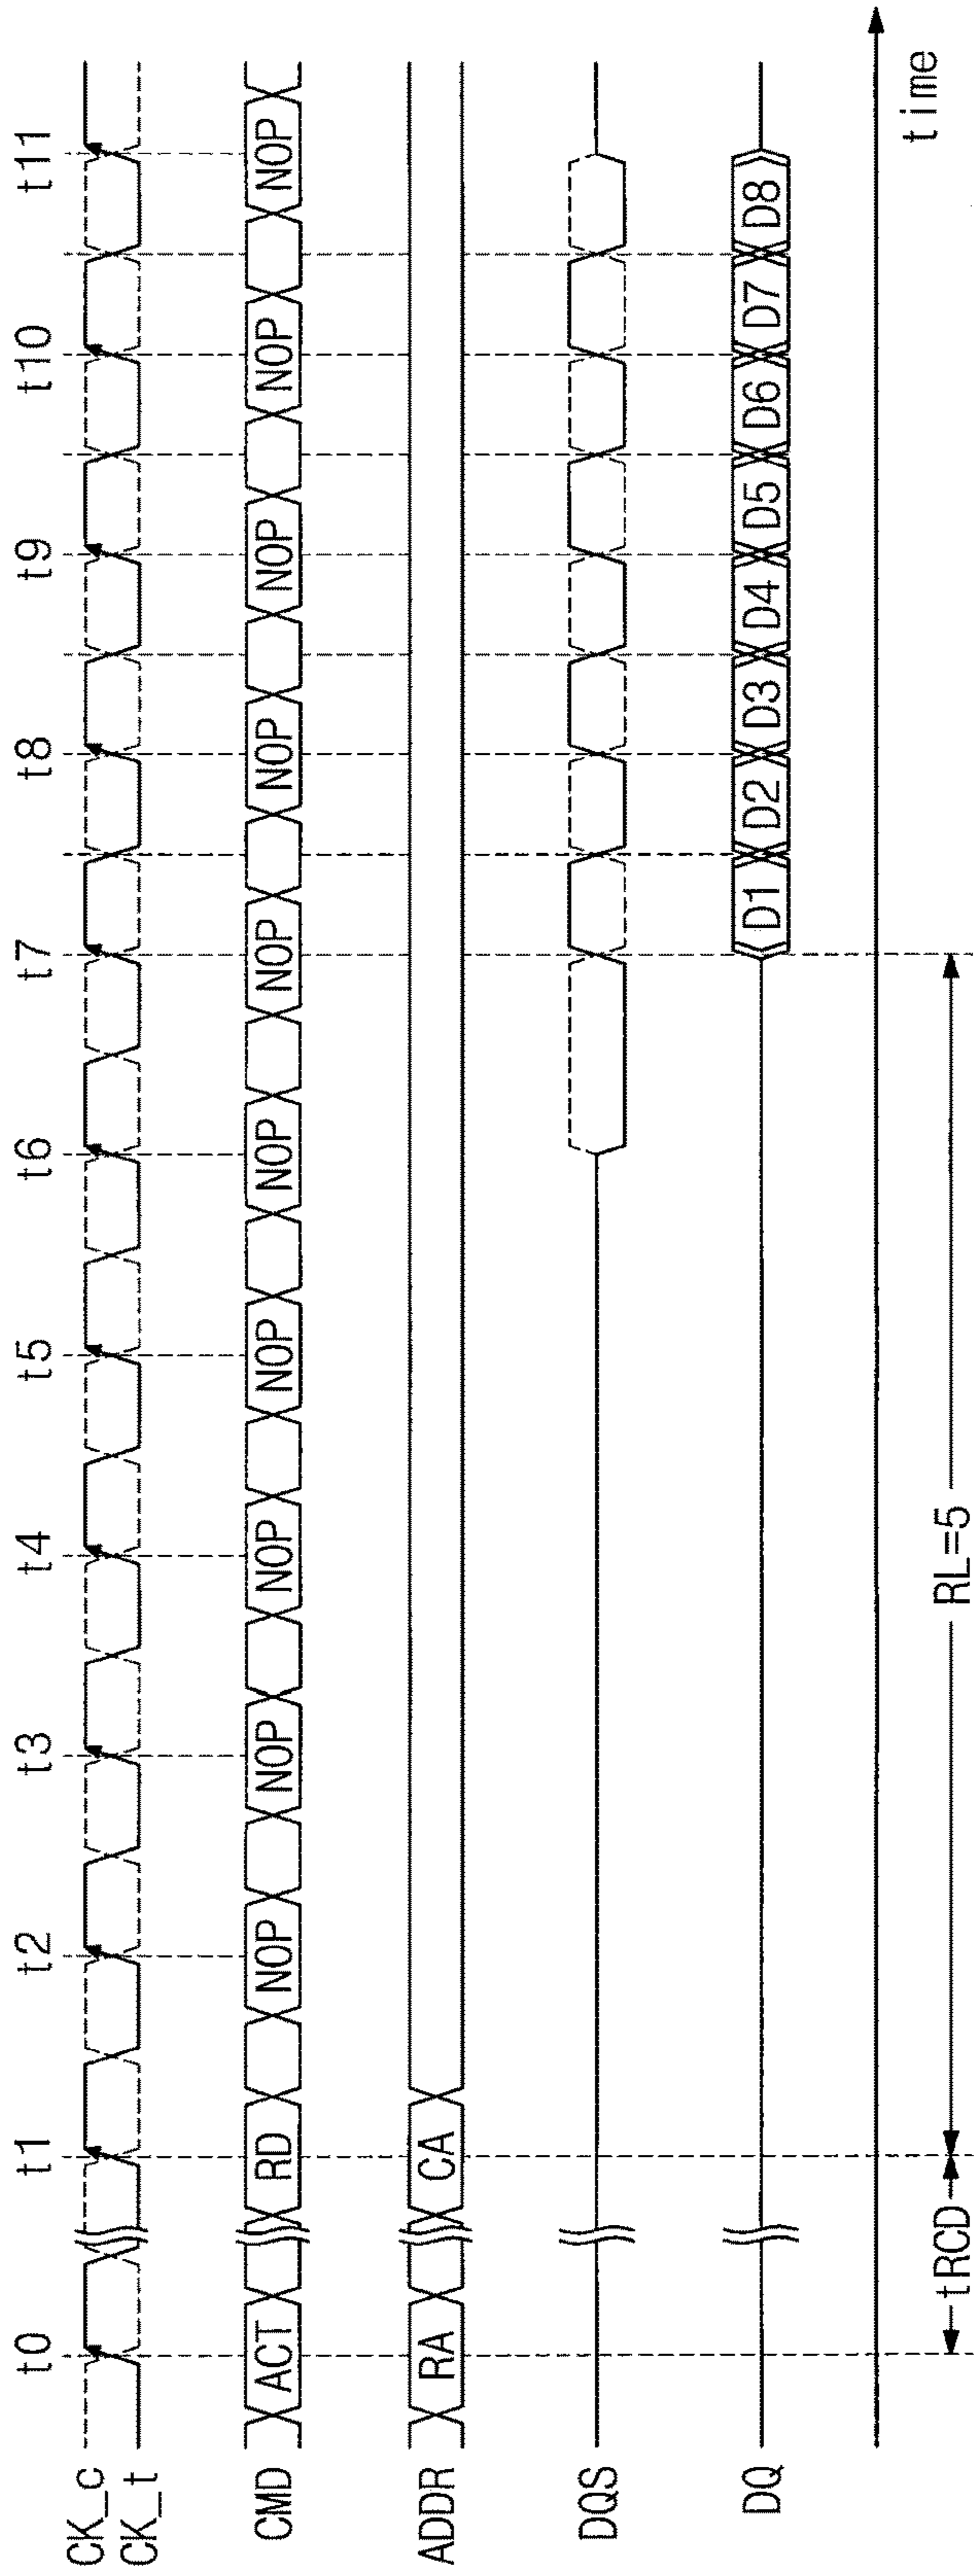 t0 t1 t2 t3 t4 t5 t6 t7 t8 t9 t10 t11
CK_c
CK_t
CMD ACT RD NOP NOP NOP NOP NOP NOP NOP NOP NOP NOP
ADDR RA CA
DQS
DQ D1 D2 D3 D4 D5 D6 D7 D8
time
tRCD RL=5